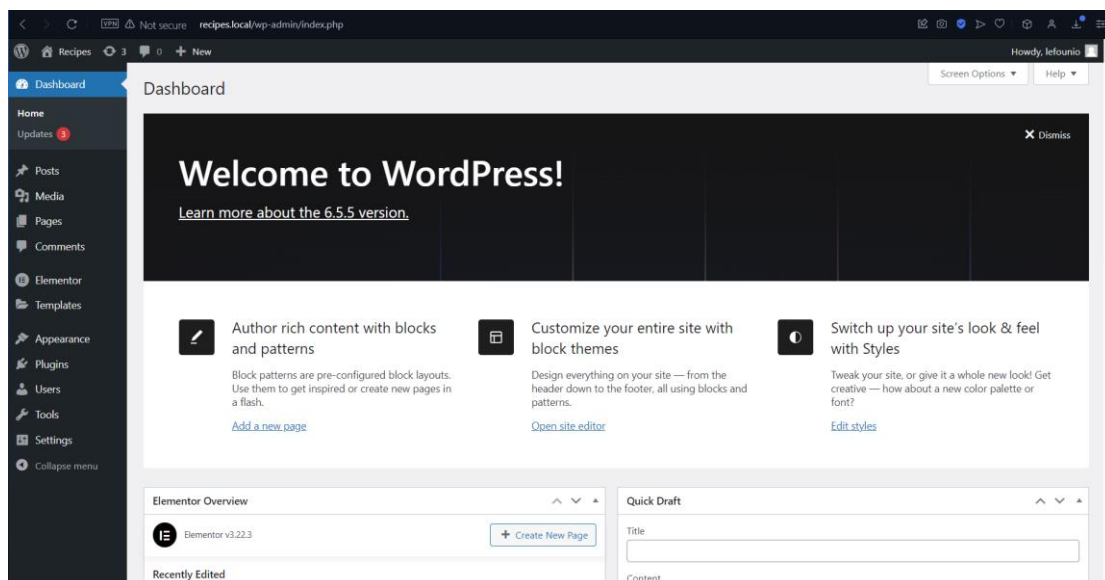 VPN Not secure recipes.local/wp-admin/index.php
Recipes 3 0 + New Howdy, lefounio
Dashboard
Home
Updates 3
Posts
Media
Pages
Comments
Elementor
Templates
Appearance
Plugins
Users
Tools
Settings
Collapse menu
Screen Options ▼ Help ▼
Dashboard
Dismiss
Welcome to WordPress!
Learn more about the 6.5.5 version.
Author rich content with blocks
and patterns
Block patterns are pre-configured block layouts.
Use them to get inspired or create new pages in
a flash.
Add a new page
Customize your entire site with
block themes
Design everything on your site — from the
header down to the footer, all using blocks and
patterns.
Open site editor
Switch up your site's look & feel
with Styles
Tweak your site, or give it a whole new look! Get
creative — how about a new color palette or
font?
Edit styles
Elementor Overview
Elementor v3.22.3
+ Create New Page
Recently Edited
Quick Draft
Title
Content